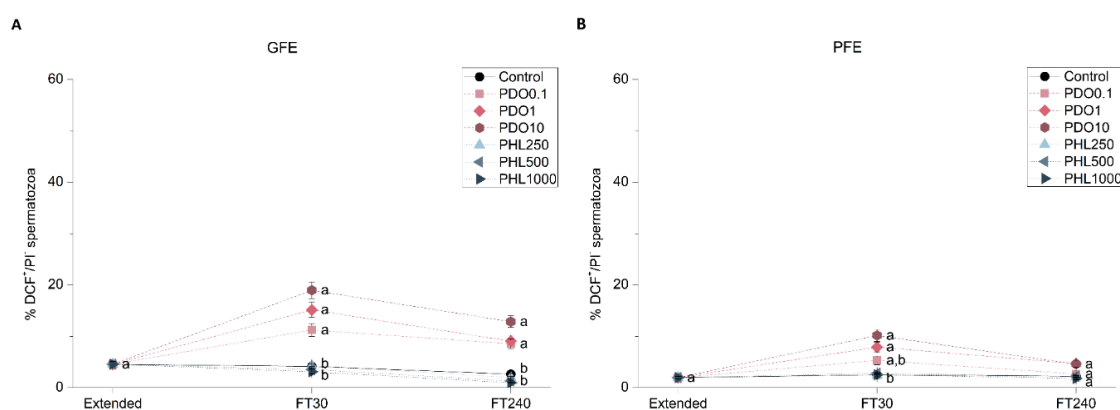 A
GFE
% DCF⁺/PI⁻ spermatozoa
60
40
20
0
Control
PDO0.1
PDO1
PDO10
PHL250
PHL500
PHL1000
a
a
a
a
b
b
a
a
b
b
Extended
FT30
FT240
B
PFE
% DCF⁺/PI⁻ spermatozoa
60
40
20
0
Control
PDO0.1
PDO1
PDO10
PHL250
PHL500
PHL1000
a
a
a
a,b
b
a
a
a
Extended
FT30
FT240